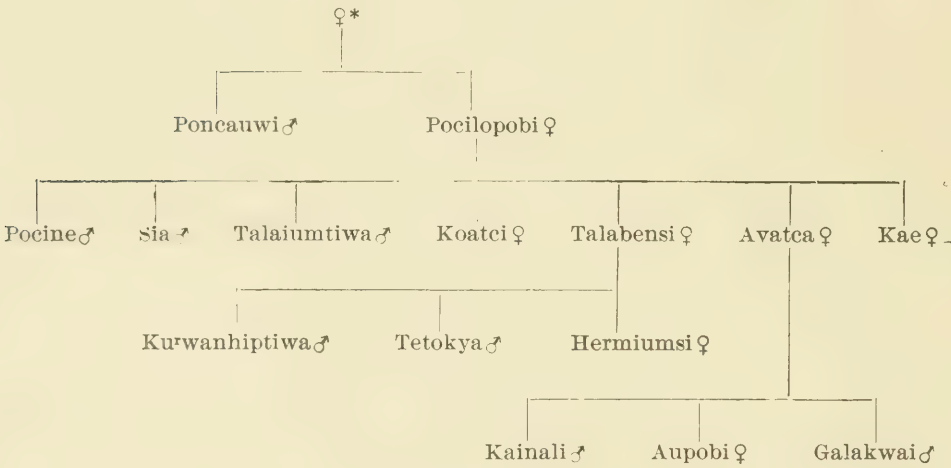 ♀*
Poncauwi♂ Pocilopobi♀
Pocine♂ Sia♂ Talaiumtiwa♂ Koatci♀ Talabensi♀ Avatca♀ Kae♀
Kuʳwanhiptiwa♂ Tetokya♂ Hermiumsi♀
Kainali♂ Aupobi♀ Galakwai♂